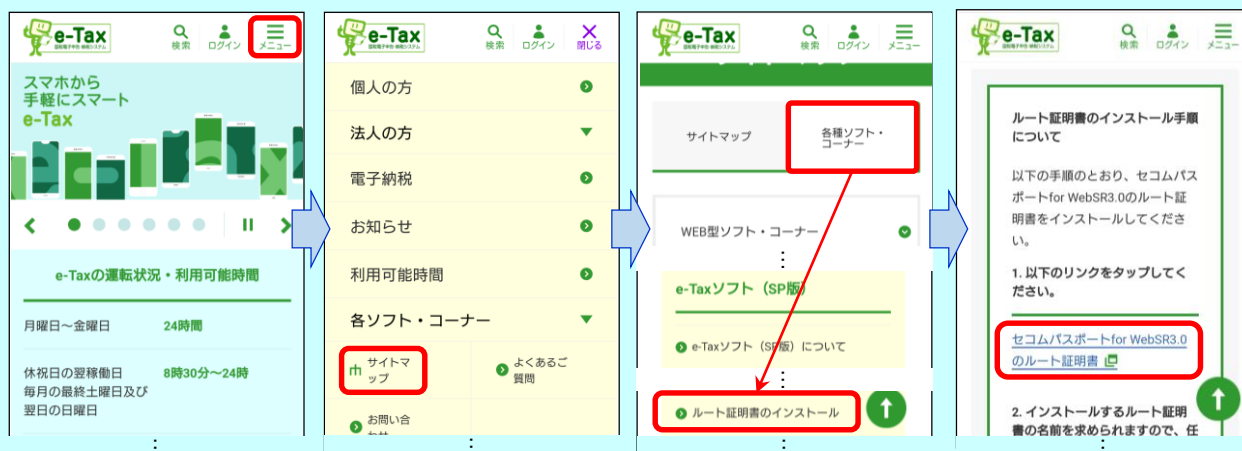 e-Tax
国税電子申告・納税システム
検索
ログイン
メニュー
スマホから
手軽にスマート
e-Tax
e-Taxの運転状況・利用可能時間
月曜日～金曜日
24時間
休祝日の翌稼働日
毎月の最終土曜日及び
翌日の日曜日
8時30分～24時
⋮
e-Tax
国税電子申告・納税システム
検索
ログイン
閉じる
個人の方
法人の方
電子納税
お知らせ
利用可能時間
各ソフト・コーナー
サイトマ
ップ
よくあるご
質問
お問い合
⋮
e-Tax
国税電子申告・納税システム
検索
ログイン
メニュー
サイトマップ
各種ソフト・
コーナー
WEB型ソフト・コーナー
⋮
e-Taxソフト（SP版）
e-Taxソフト（SP版）について
⋮
ルート証明書のインストール
⋮
e-Tax
国税電子申告・納税システム
検索
ログイン
メニュー
ルート証明書のインストール手順
について
以下の手順のとおり、セコムパス
ポートfor WebSR3.0のルート証
明書をインストールしてくださ
い。
1. 以下のリンクをタップしてく
ださい。
セコムパスポートfor WebSR3.0
のルート証明書
2. インストールするルート証明
書の名前を求められますので、任
⋮